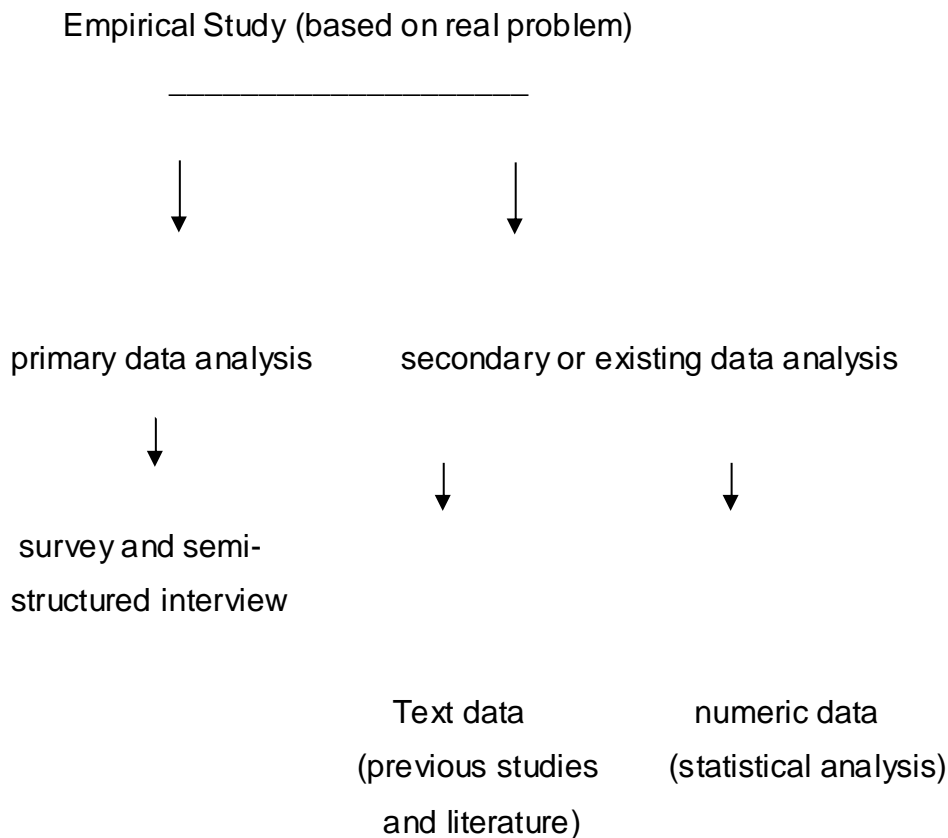 Empirical Study (based on real problem)
primary data analysis
secondary or existing data analysis
survey and semi-
structured interview
Text data
(previous studies
and literature)
numeric data
(statistical analysis)